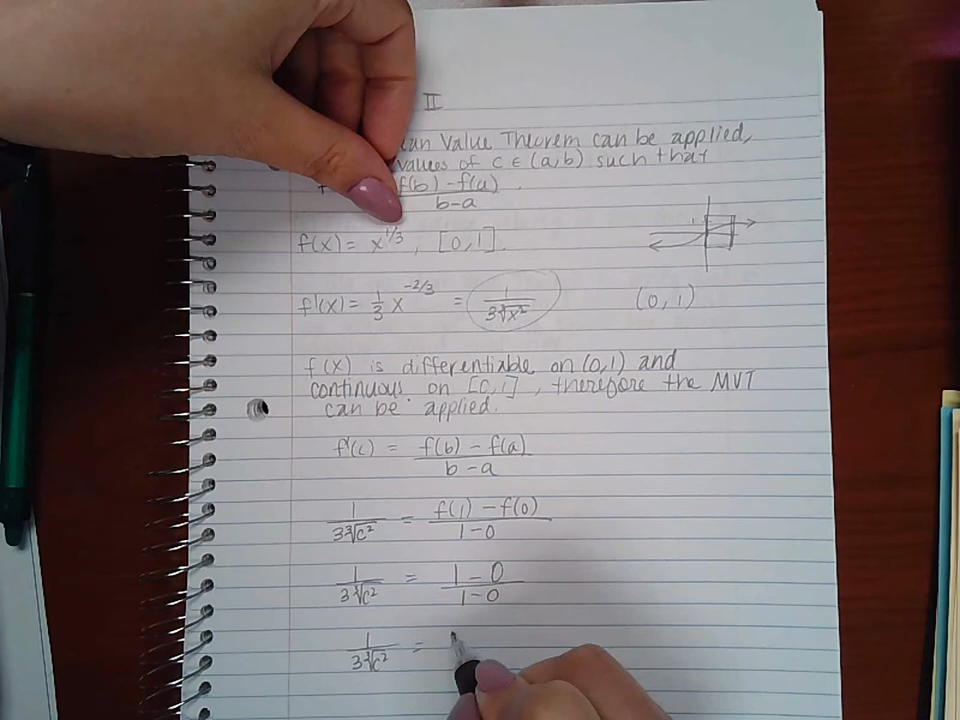 II
Value Theorem can be applied,
values of c ∈ (a,b) such that
f(b) - f(a)
b-a
f(x) = x^1/3, [0,1].
f'(x) = 1/3 x^-2/3 = 1/(3∛x²) (0,1)
f(x) is differentiable on (0,1) and
continuous on [0,1], therefore the MVT
can be applied.
f'(c) = f(b) - f(a) / b-a
1/(3∛c²) = f(1) - f(0) / 1-0
1/(3∛c²) = 1-0 / 1-0
1/(3∛c²) =